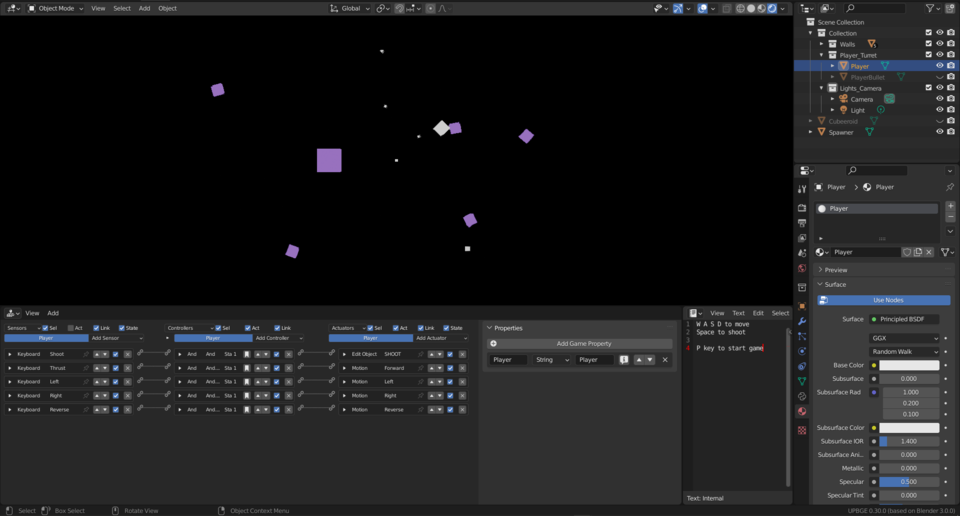 Object Mode View Select Add Object Global
Scene Collection
Collection
Walls
Player_Turret
Player
PlayerBullet
Lights_Camera
Camera
Light
Cubeeroid
Spawner
Player Player
Player
Player
Preview
Surface
Use Nodes
Surface Principled BSDF
GGX
Random Walk
Base Color
Subsurface 0.000
Subsurface Rad 1.000
0.200
0.100
Subsurface Color
Subsurface IOR 1.400
Subsurface Ani... 0.000
Metallic 0.000
Specular 0.500
Specular Tint 0.000
View Add
Sensors Sel Act Link State
Player Add Sensor
Keyboard Shoot
Keyboard Thrust
Keyboard Left
Keyboard Right
Keyboard Reverse
Controllers Sel Act Link
Player Add Controller
And And Sta 1
And And... Sta 1
And And... Sta 1
And And... Sta 1
And And... Sta 1
Actuators Sel Act Link State
Player Add Actuator
Edit Object SHOOT
Motion Forward
Motion Left
Motion Right
Motion Reverse
Properties
Add Game Property
Player String Player
View Text Edit Select
1 W A S D to move
2 Space to shoot
3
4 P key to start game
Text: Internal
Select Box Select Rotate View Object Context Menu
UPBGE 0.30.0 (based on Blender 3.0.0)